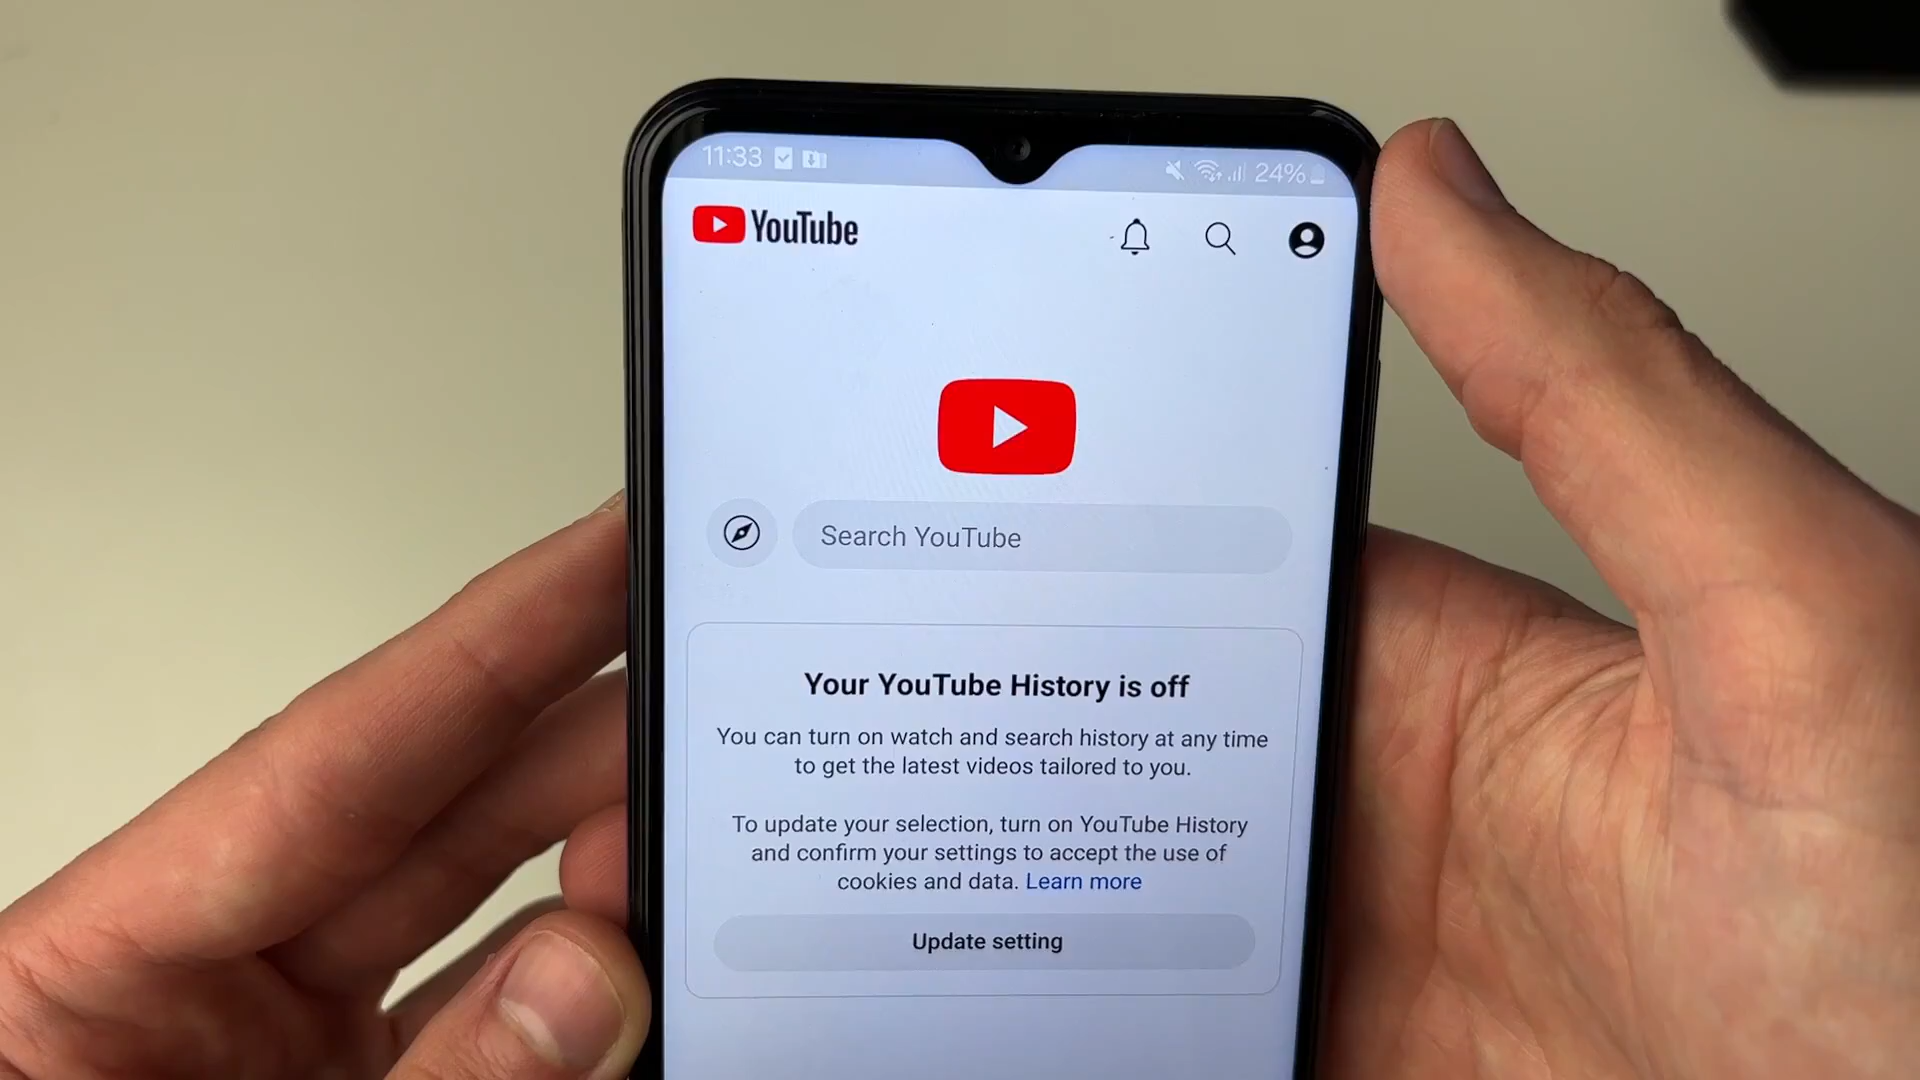 11:33 24%
YouTube
Search YouTube
Your YouTube History is off
You can turn on watch and search history at any time
to get the latest videos tailored to you.
To update your selection, turn on YouTube History
and confirm your settings to accept the use of
cookies and data. Learn more
Update setting